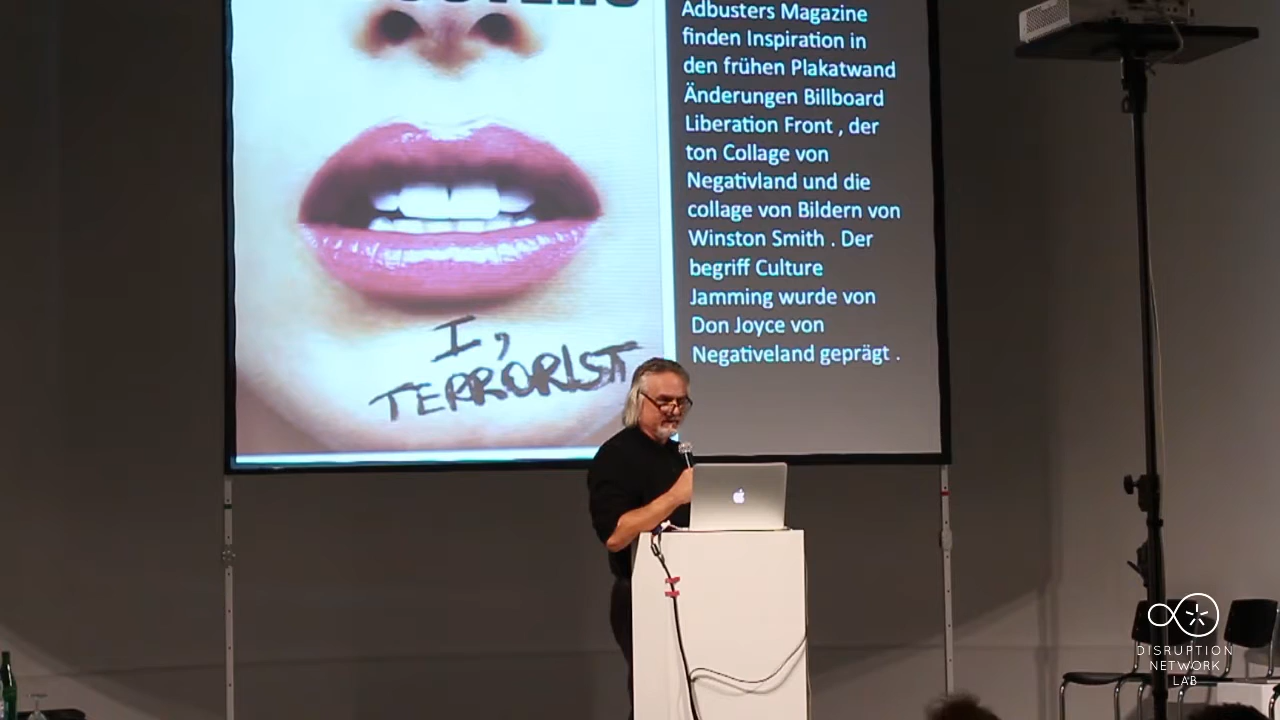 Adbusters Magazine
finden Inspiration in
den frühen Plakatwand
Änderungen Billboard
Liberation Front , der
ton Collage von
Negativland und die
collage von Bildern von
Winston Smith . Der
begriff Culture
Jamming wurde von
Don Joyce von
Negativeland geprägt .
I,
TERRORIST
DISRUPTION
NETWORK
LAB